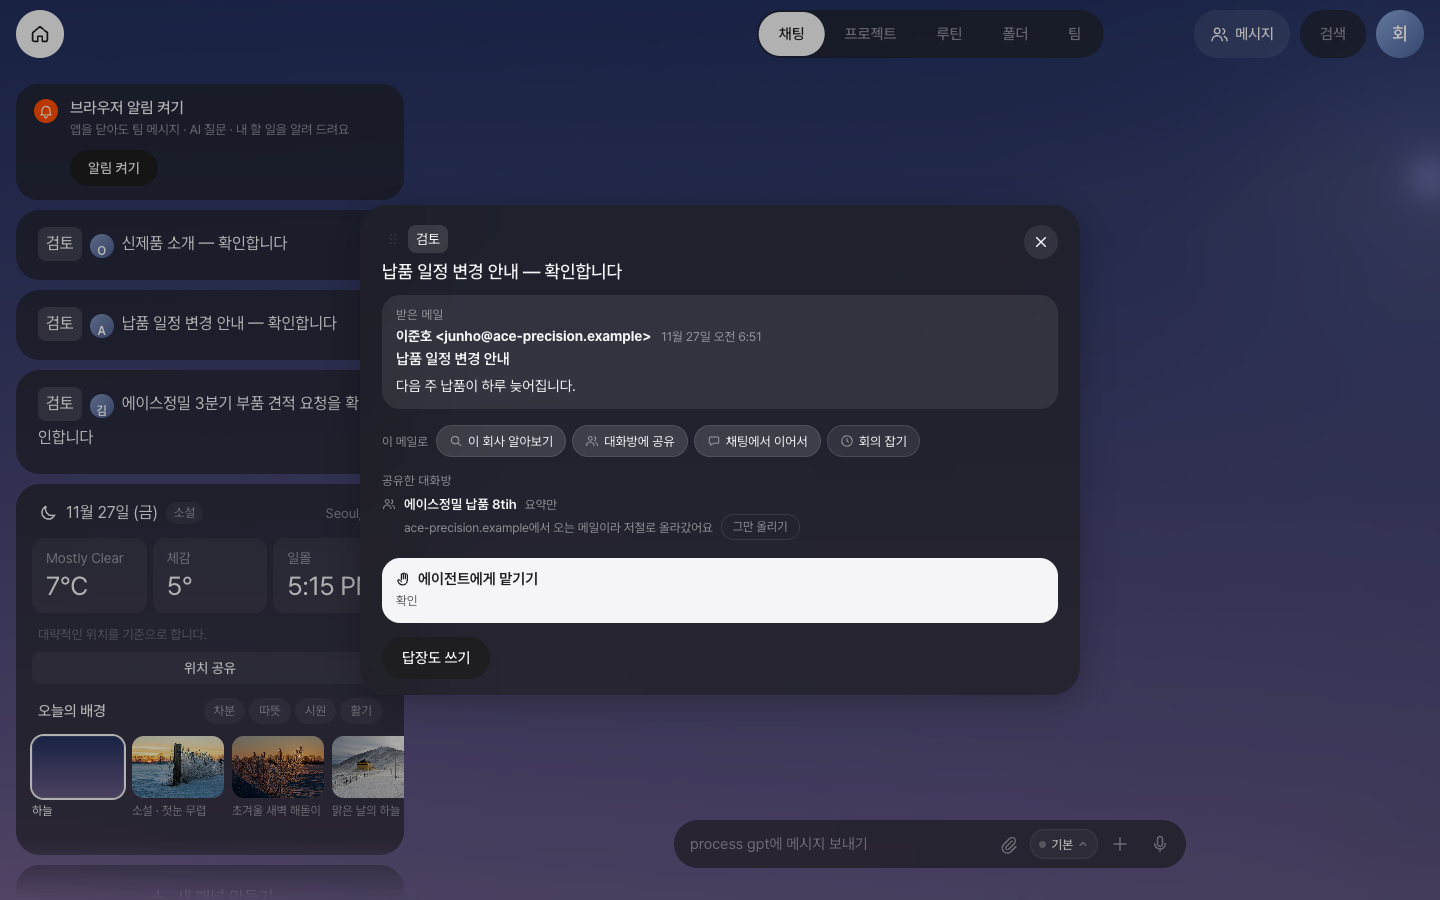 채팅
프로젝트
루틴
폴더
팀
메시지
검색
회
브라우저 알림 켜기
앱을 닫아도 팀 메시지 · AI 질문 · 내 할 일을 알려 드려요
알림 켜기
검토 O 신제품 소개 — 확인합니다
검토 A 납품 일정 변경 안내 — 확인합니다
검토 김 에이스정밀 3분기 부품 견적 요청을 확
인합니다
11월 27일 (금) 소설 Seoul,
Mostly Clear
7°C
체감
5°
일몰
5:15 PM
대략적인 위치를 기준으로 합니다.
위치 공유
오늘의 배경 차분 따뜻 시원 활기
하늘
소설 · 첫눈 무렵
초겨울 새벽 해돋이
맑은 날의 하늘
검토
납품 일정 변경 안내 — 확인합니다
받은 메일
이준호 <junho@ace-precision.example> 11월 27일 오전 6:51
납품 일정 변경 안내
다음 주 납품이 하루 늦어집니다.
이 메일로 이 회사 알아보기 대화방에 공유 채팅에서 이어서 회의 잡기
공유한 대화방
에이스정밀 납품 8tih 요약만
ace-precision.example에서 오는 메일이라 저절로 올라갔어요 그만 올리기
에이전트에게 맡기기
확인
답장도 쓰기
process gpt에 메시지 보내기 기본